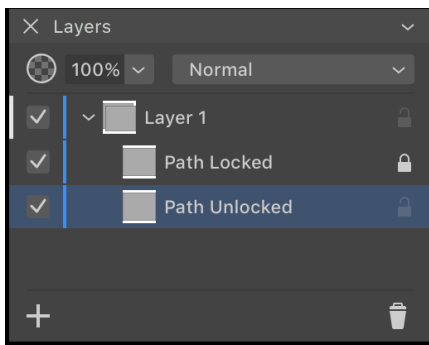 Layers
100% Normal
Layer 1
Path Locked
Path Unlocked